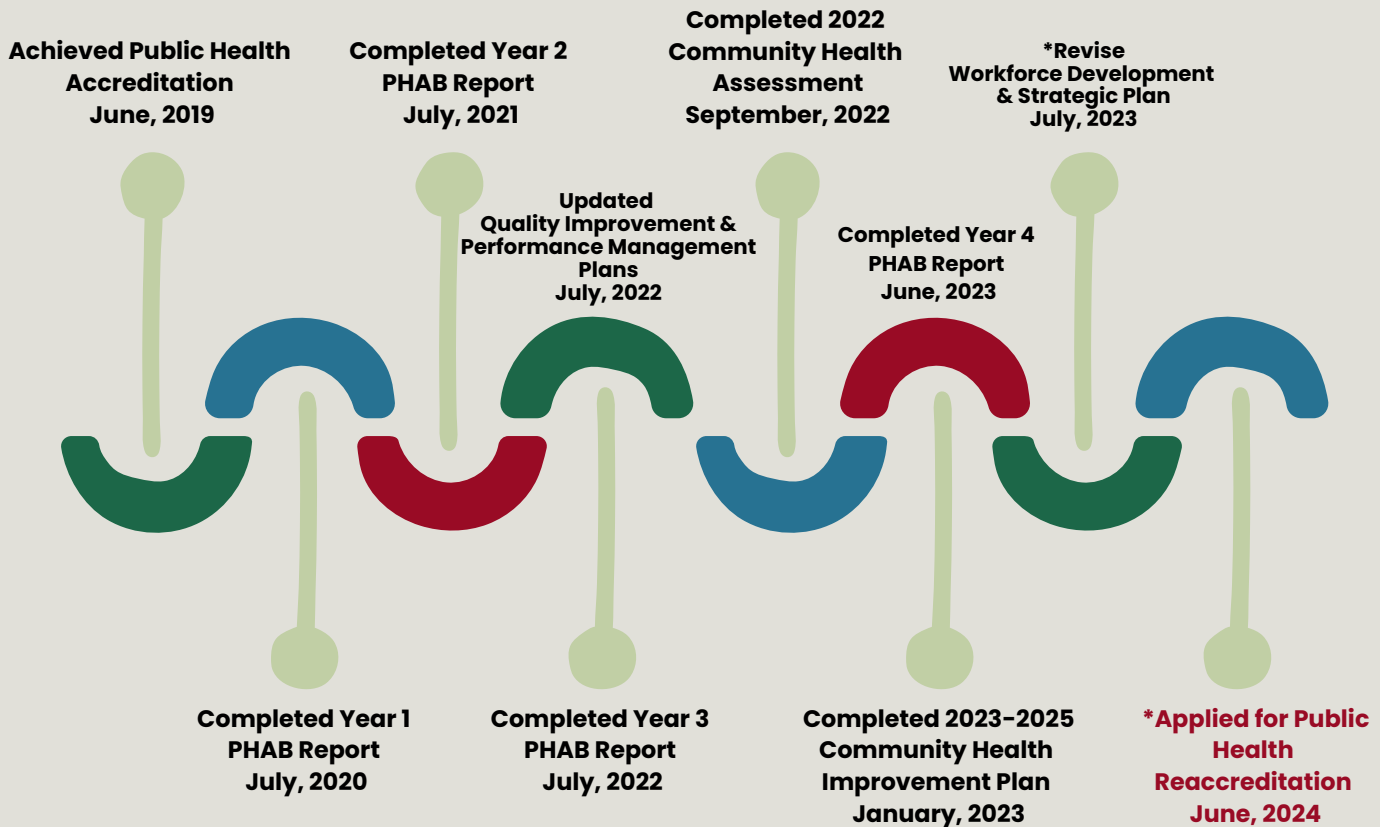 Achieved Public Health
Accreditation
June, 2019
Completed Year 2
PHAB Report
July, 2021
Completed 2022
Community Health
Assessment
September, 2022
*Revise
Workforce Development
& Strategic Plan
July, 2023
Updated
Quality Improvement &
Performance Management
Plans
July, 2022
Completed Year 4
PHAB Report
June, 2023
Completed Year 1
PHAB Report
July, 2020
Completed Year 3
PHAB Report
July, 2022
Completed 2023-2025
Community Health
Improvement Plan
January, 2023
*Applied for Public
Health
Reaccreditation
June, 2024